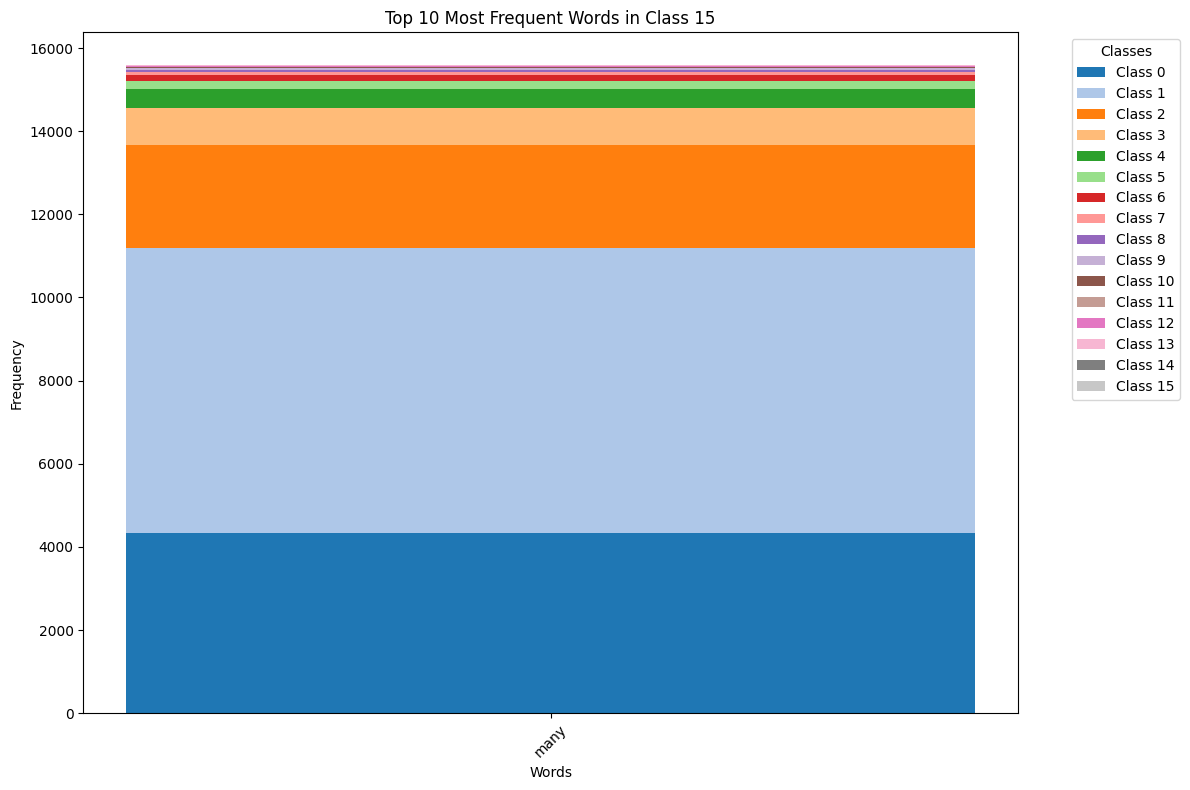 Top 10 Most Frequent Words in Class 15
Frequency
16000
14000
12000
10000
8000
6000
4000
2000
0
many
Words
Classes
Class 0
Class 1
Class 2
Class 3
Class 4
Class 5
Class 6
Class 7
Class 8
Class 9
Class 10
Class 11
Class 12
Class 13
Class 14
Class 15